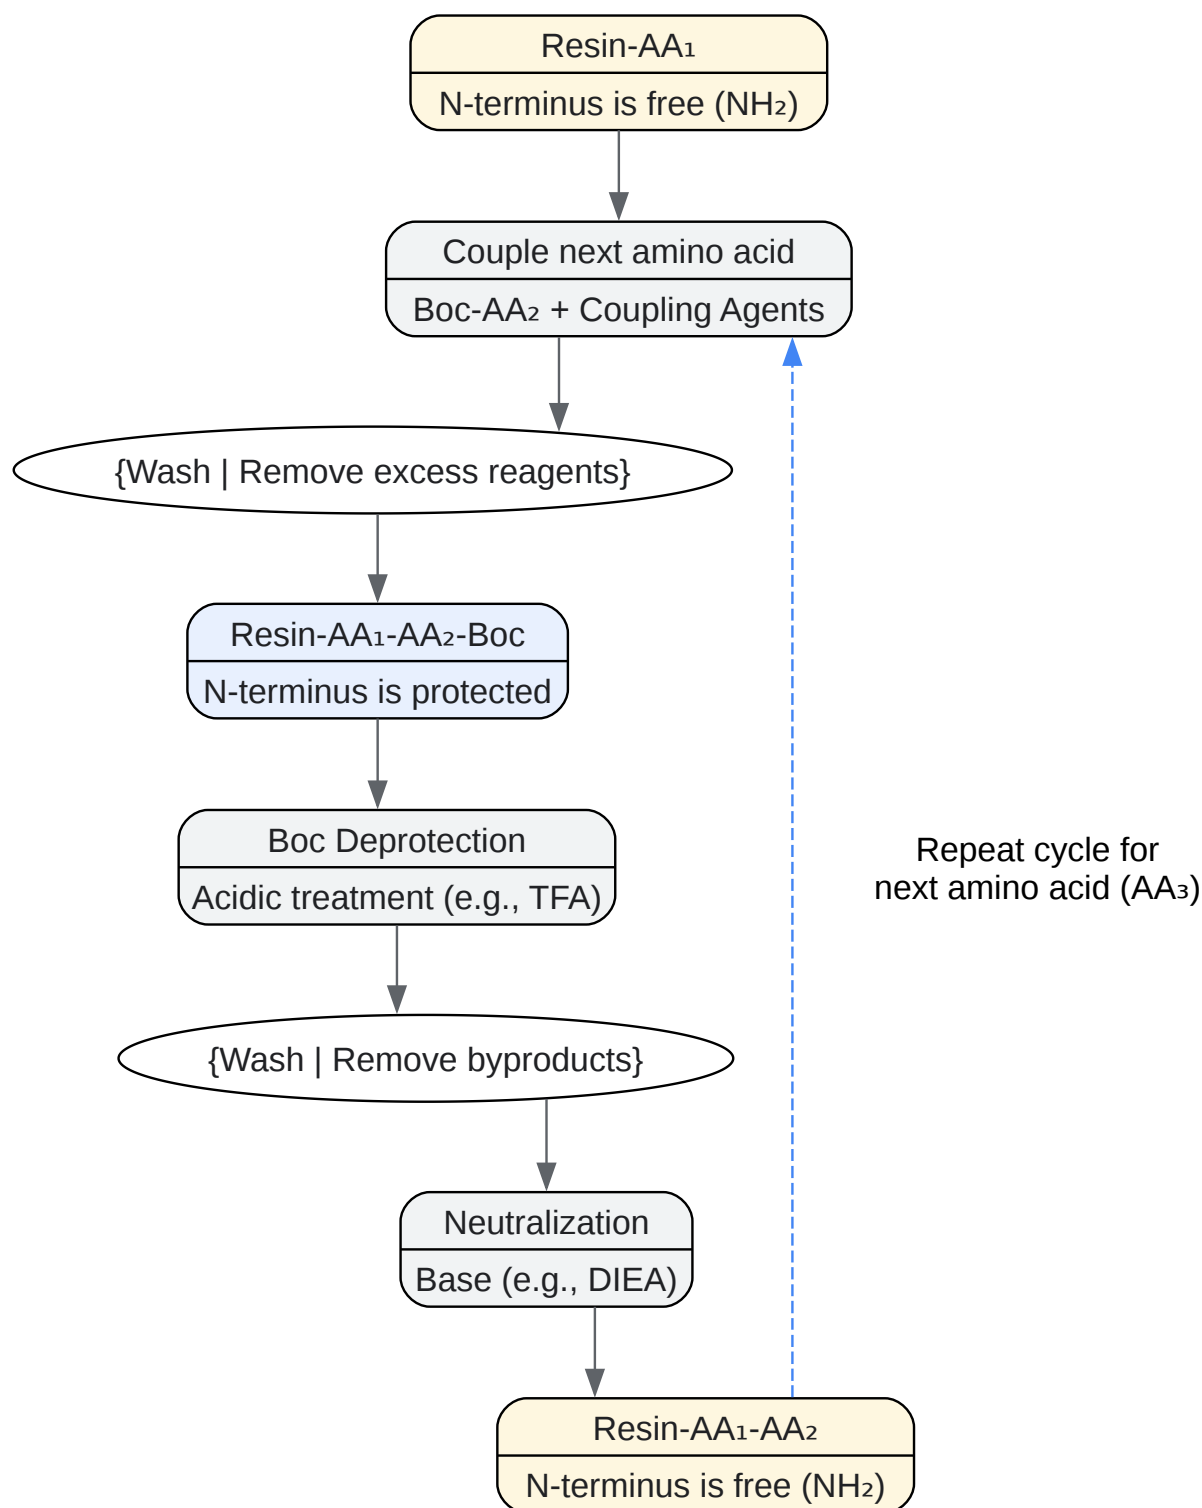 Resin-AA₁
N-terminus is free (NH₂)
Couple next amino acid
Boc-AA₂ + Coupling Agents
{Wash | Remove excess reagents}
Resin-AA₁-AA₂-Boc
N-terminus is protected
Boc Deprotection
Acidic treatment (e.g., TFA)
Repeat cycle for
next amino acid (AA₃)
{Wash | Remove byproducts}
Neutralization
Base (e.g., DIEA)
Resin-AA₁-AA₂
N-terminus is free (NH₂)